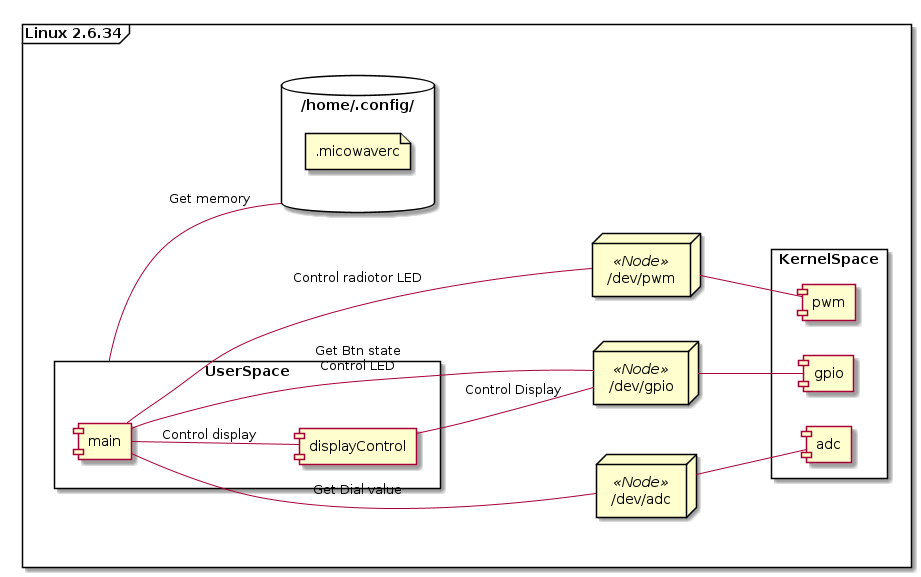 Linux 2.6.34
/home/.config/
.micowaverc
Get memory
Control radiotor LED
«Node»
/dev/pwm
KernelSpace
pwm
Get Btn state
Control LED
UserSpace
«Node»
/dev/gpio
gpio
Control Display
main
Control display
displayControl
adc
Get Dial value
«Node»
/dev/adc